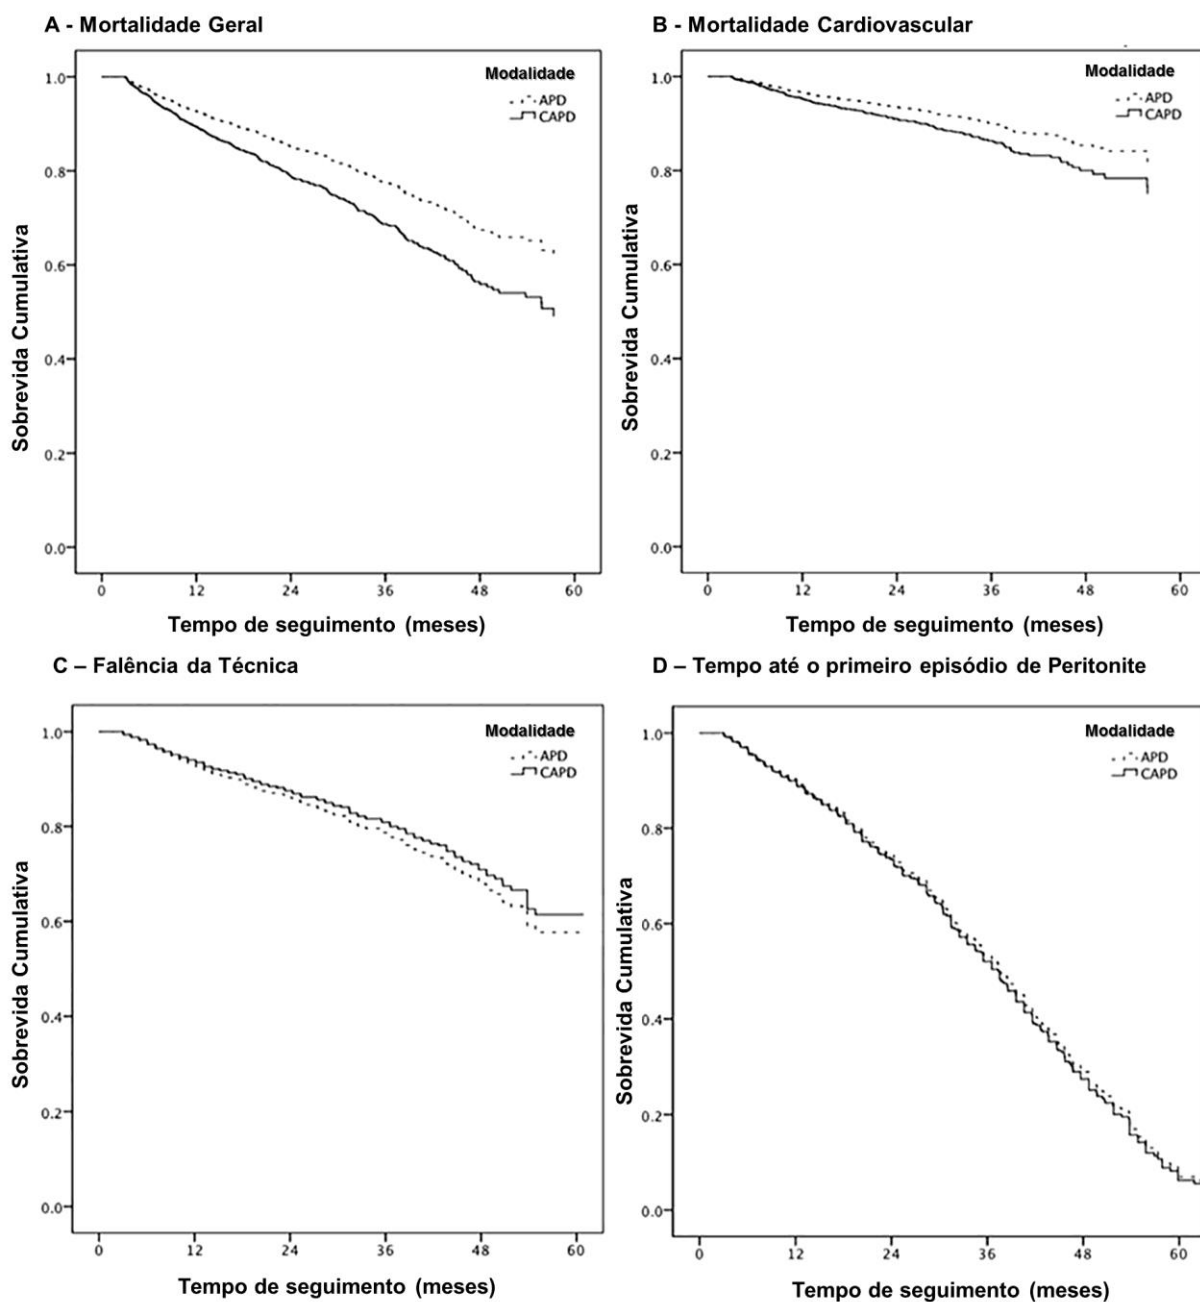 A - Mortalidade Geral
Sobrevida Cumulativa
1.0
0.8
0.6
0.4
0.2
0.0
Modalidade
APD
CAPD
0 12 24 36 48 60
Tempo de seguimento (meses)
B - Mortalidade Cardiovascular
Sobrevida Cumulativa
1.0
0.8
0.6
0.4
0.2
0.0
Modalidade
APD
CAPD
0 12 24 36 48 60
Tempo de seguimento (meses)
C – Falência da Técnica
Sobrevida Cumulativa
1.0
0.8
0.6
0.4
0.2
0.0
Modalidade
APD
CAPD
0 12 24 36 48 60
Tempo de seguimento (meses)
D – Tempo até o primeiro episódio de Peritonite
Sobrevida Cumulativa
1.0
0.8
0.6
0.4
0.2
0.0
Modalidade
APD
CAPD
0 12 24 36 48 60
Tempo de seguimento (meses)